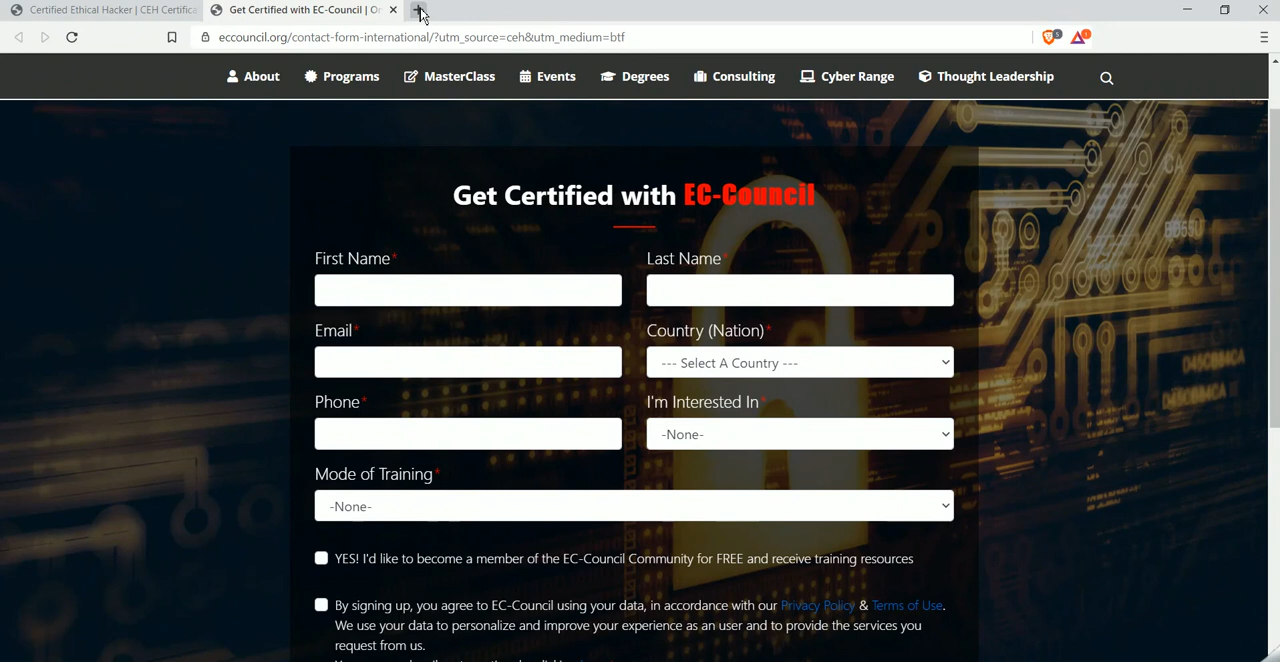 Certified Ethical Hacker | CEH Certifica
Get Certified with EC-Council | O
eccouncil.org/contact-form-international/?utm_source=ceh&utm_medium=btf
5
1
About
Programs
MasterClass
Events
Degrees
Consulting
Cyber Range
Thought Leadership
Get Certified with EC-Council
First Name*
Last Name*
Email*
Country (Nation)*
--- Select A Country ---
Phone*
I'm Interested In*
-None-
Mode of Training*
-None-
YES! I'd like to become a member of the EC-Council Community for FREE and receive training resources
By signing up, you agree to EC-Council using your data, in accordance with our Privacy Policy & Terms of Use.
We use your data to personalize and improve your experience as an user and to provide the services you
request from us.